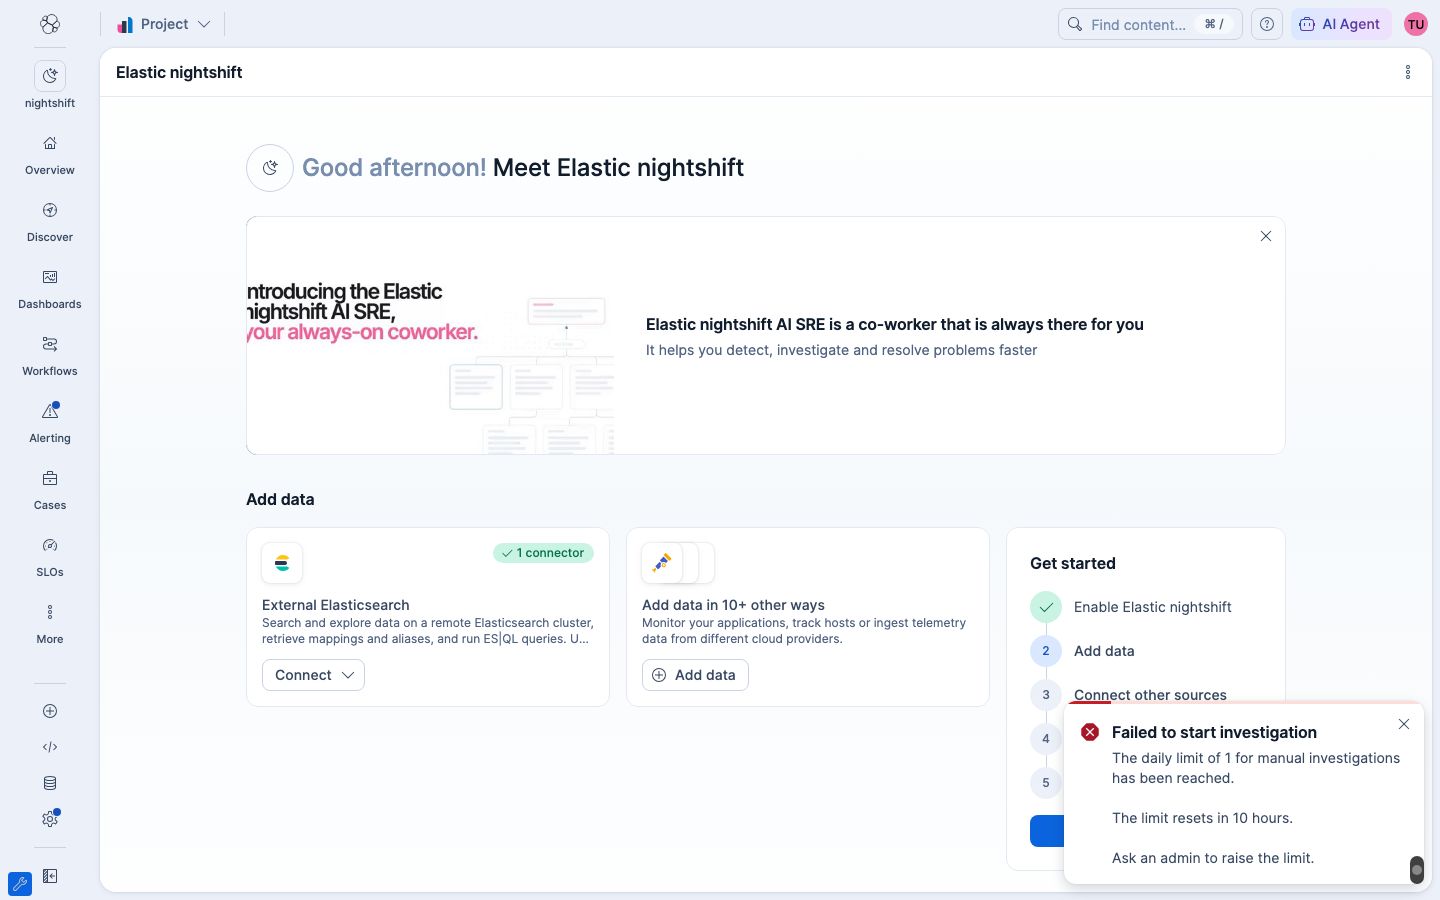 Project
Find content...
⌘ /
AI Agent
TU
nightshift
Overview
Discover
Dashboards
Workflows
Alerting
Cases
SLOs
More
Elastic nightshift
Good afternoon! Meet Elastic nightshift
ntroducing the Elastic
nightshift AI SRE,
your always-on coworker.
Elastic nightshift AI SRE is a co-worker that is always there for you
It helps you detect, investigate and resolve problems faster
Add data
1 connector
External Elasticsearch
Search and explore data on a remote Elasticsearch cluster,
retrieve mappings and aliases, and run ES|QL queries. U...
Connect
Add data in 10+ other ways
Monitor your applications, track hosts or ingest telemetry
data from different cloud providers.
Add data
Get started
Enable Elastic nightshift
2 Add data
3 Connect other sources
4
5
Failed to start investigation
The daily limit of 1 for manual investigations
has been reached.
The limit resets in 10 hours.
Ask an admin to raise the limit.